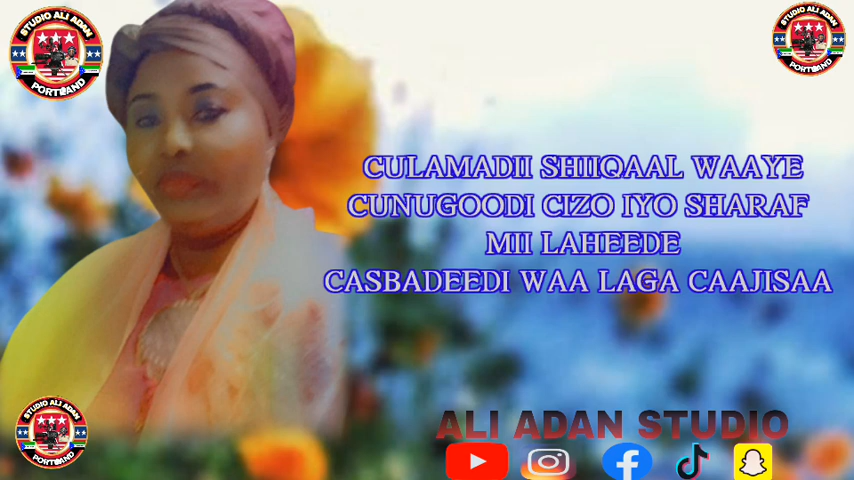 STUDIO ALI ADAN
PORTLAND
STUDIO ALI ADAN
PORTLAND
CULAMADII SHIIQAAL WAAYE
CUNUGOODI CIZO IYO SHARAF
MII LAHEEDE
CASBADEEDI WAA LAGA CAAJISAA
STUDIO ALI ADAN
PORTLAND
ALI ADAN STUDIO